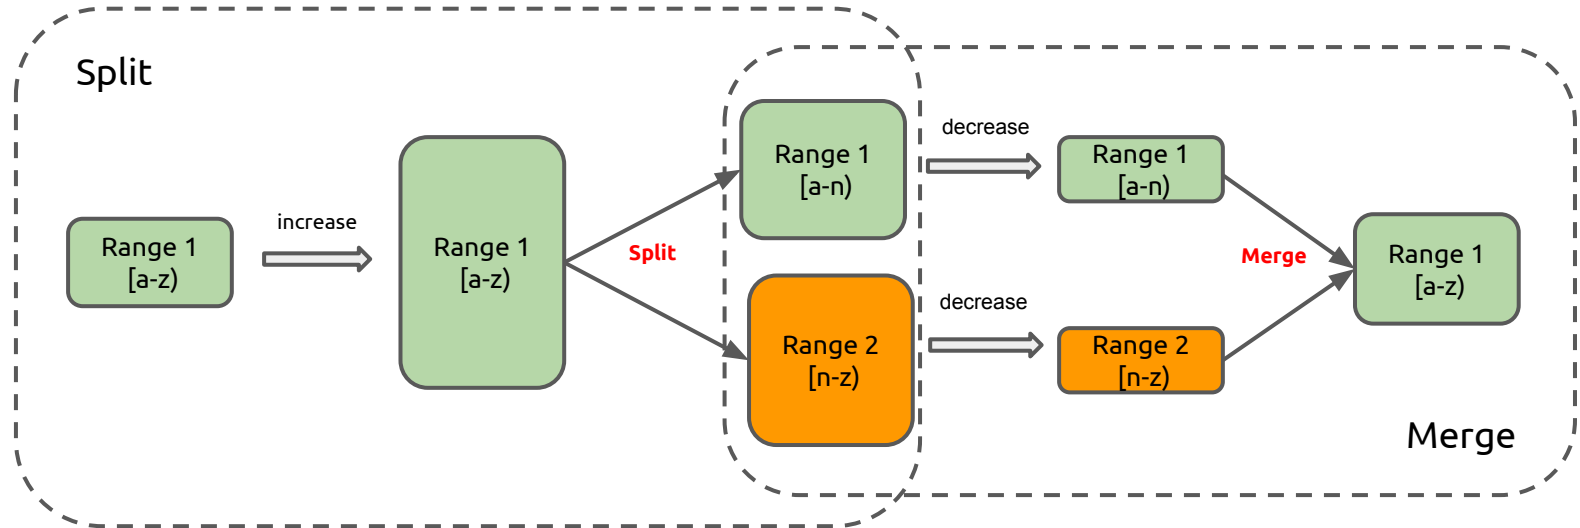 Split
Range 1
[a-z)
increase
Range 1
[a-z)
Split
Range 1
[a-n)
Range 2
[n-z)
decrease
decrease
Range 1
[a-n)
Range 2
[n-z)
Merge
Range 1
[a-z)
Merge